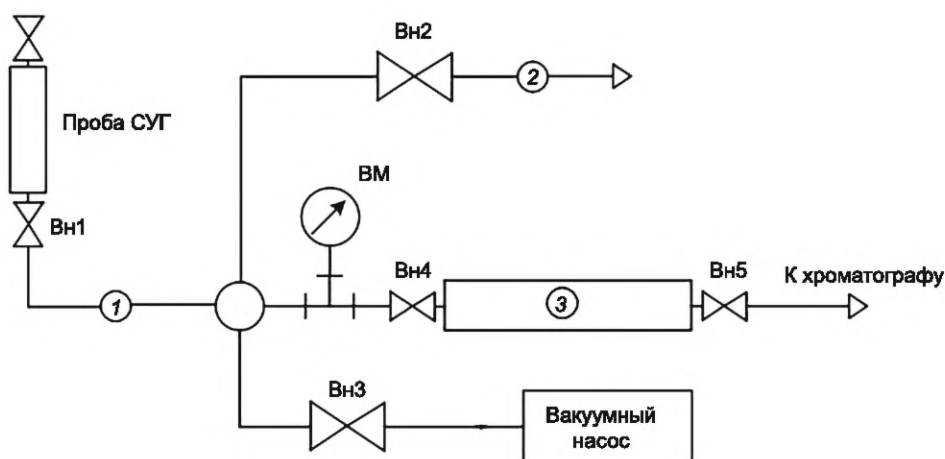 Вн2
2
Проба СУГ
ВМ
Вн1
Вн4
Вн5
К хроматографу
1
3
Вн3
Вакуумный
насос